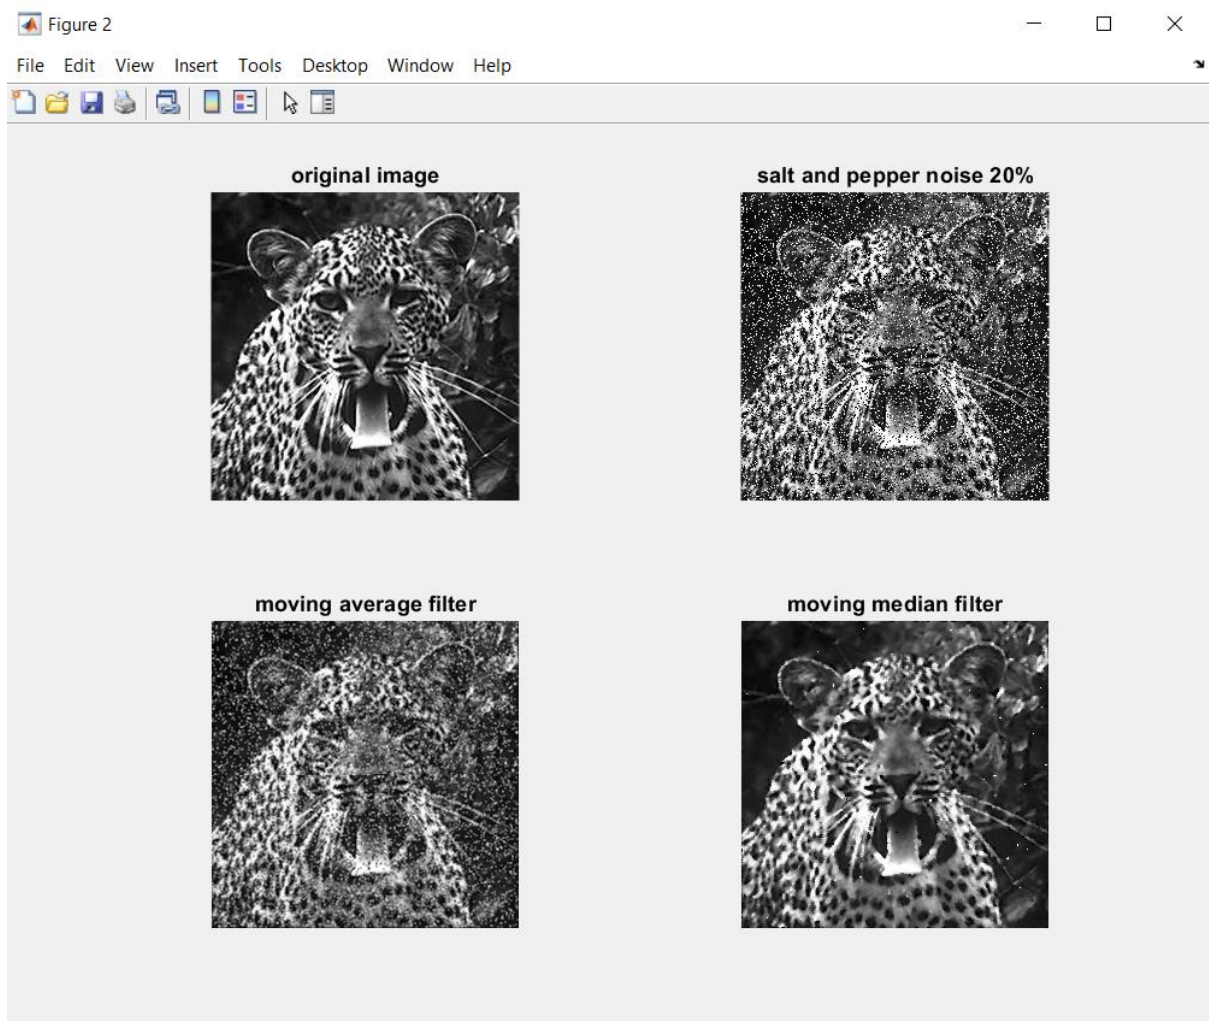 Figure 2
File Edit View Insert Tools Desktop Window Help
original image
salt and pepper noise 20%
moving average filter
moving median filter